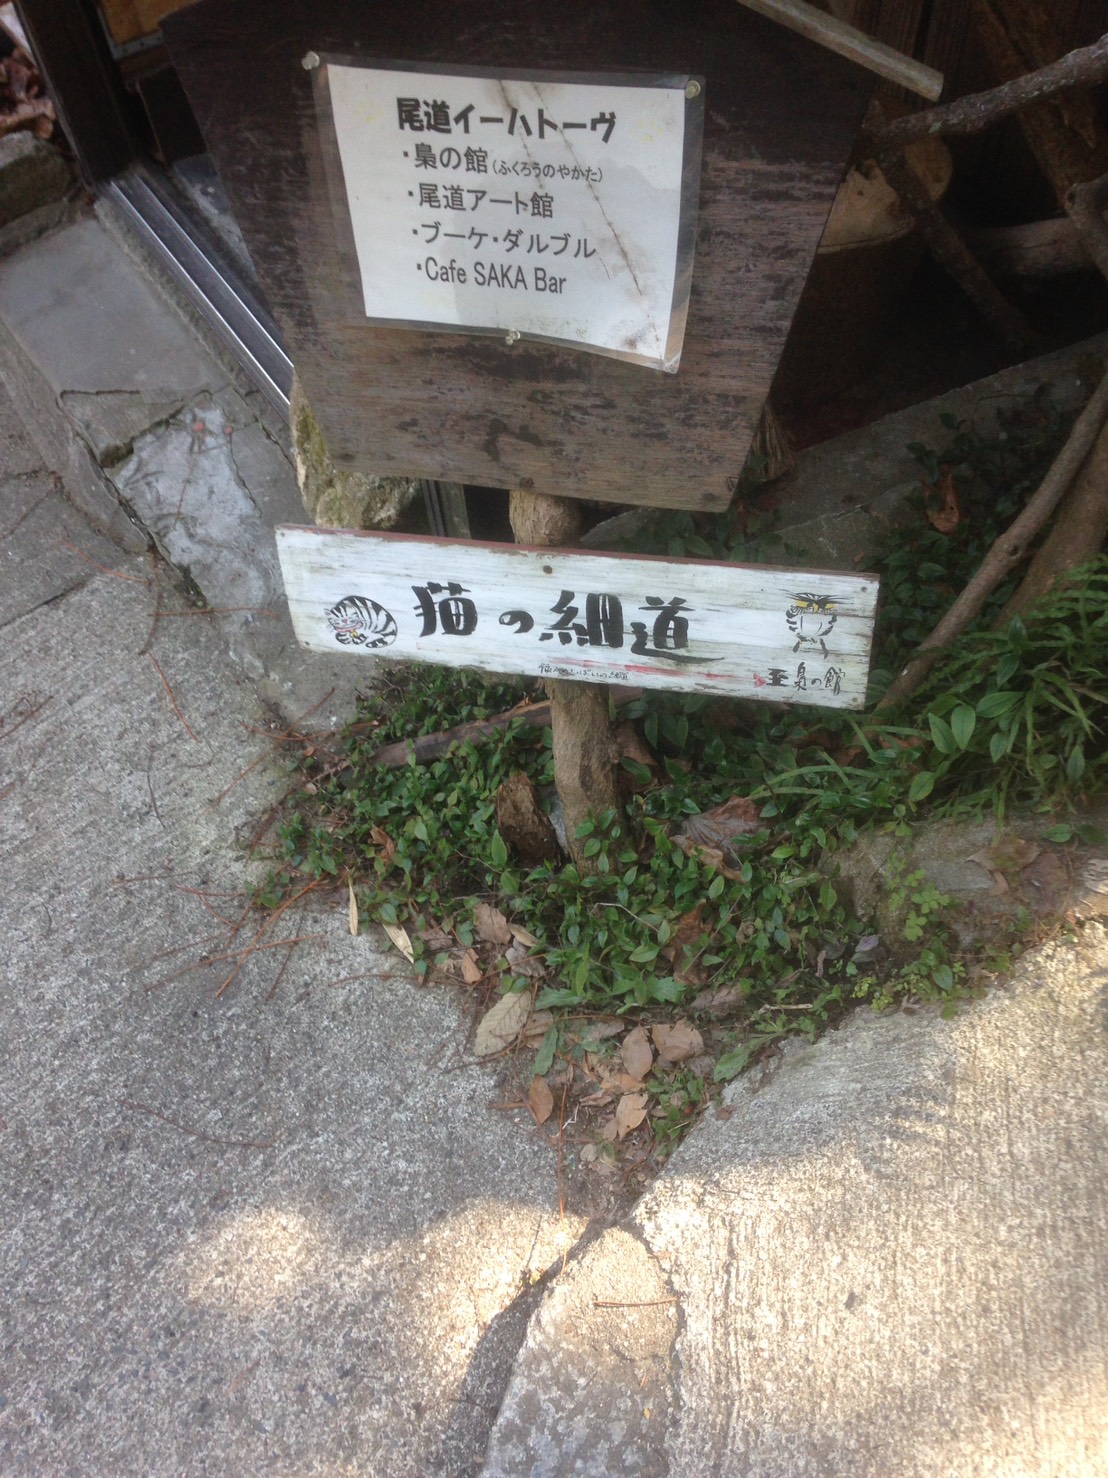 尾道イーハトーヴ
・梟の館(ふくろうのやかた)
・尾道アート館
・ブーケ・ダルブル
・Cafe SAKA Bar
猫の細道
至梟の館